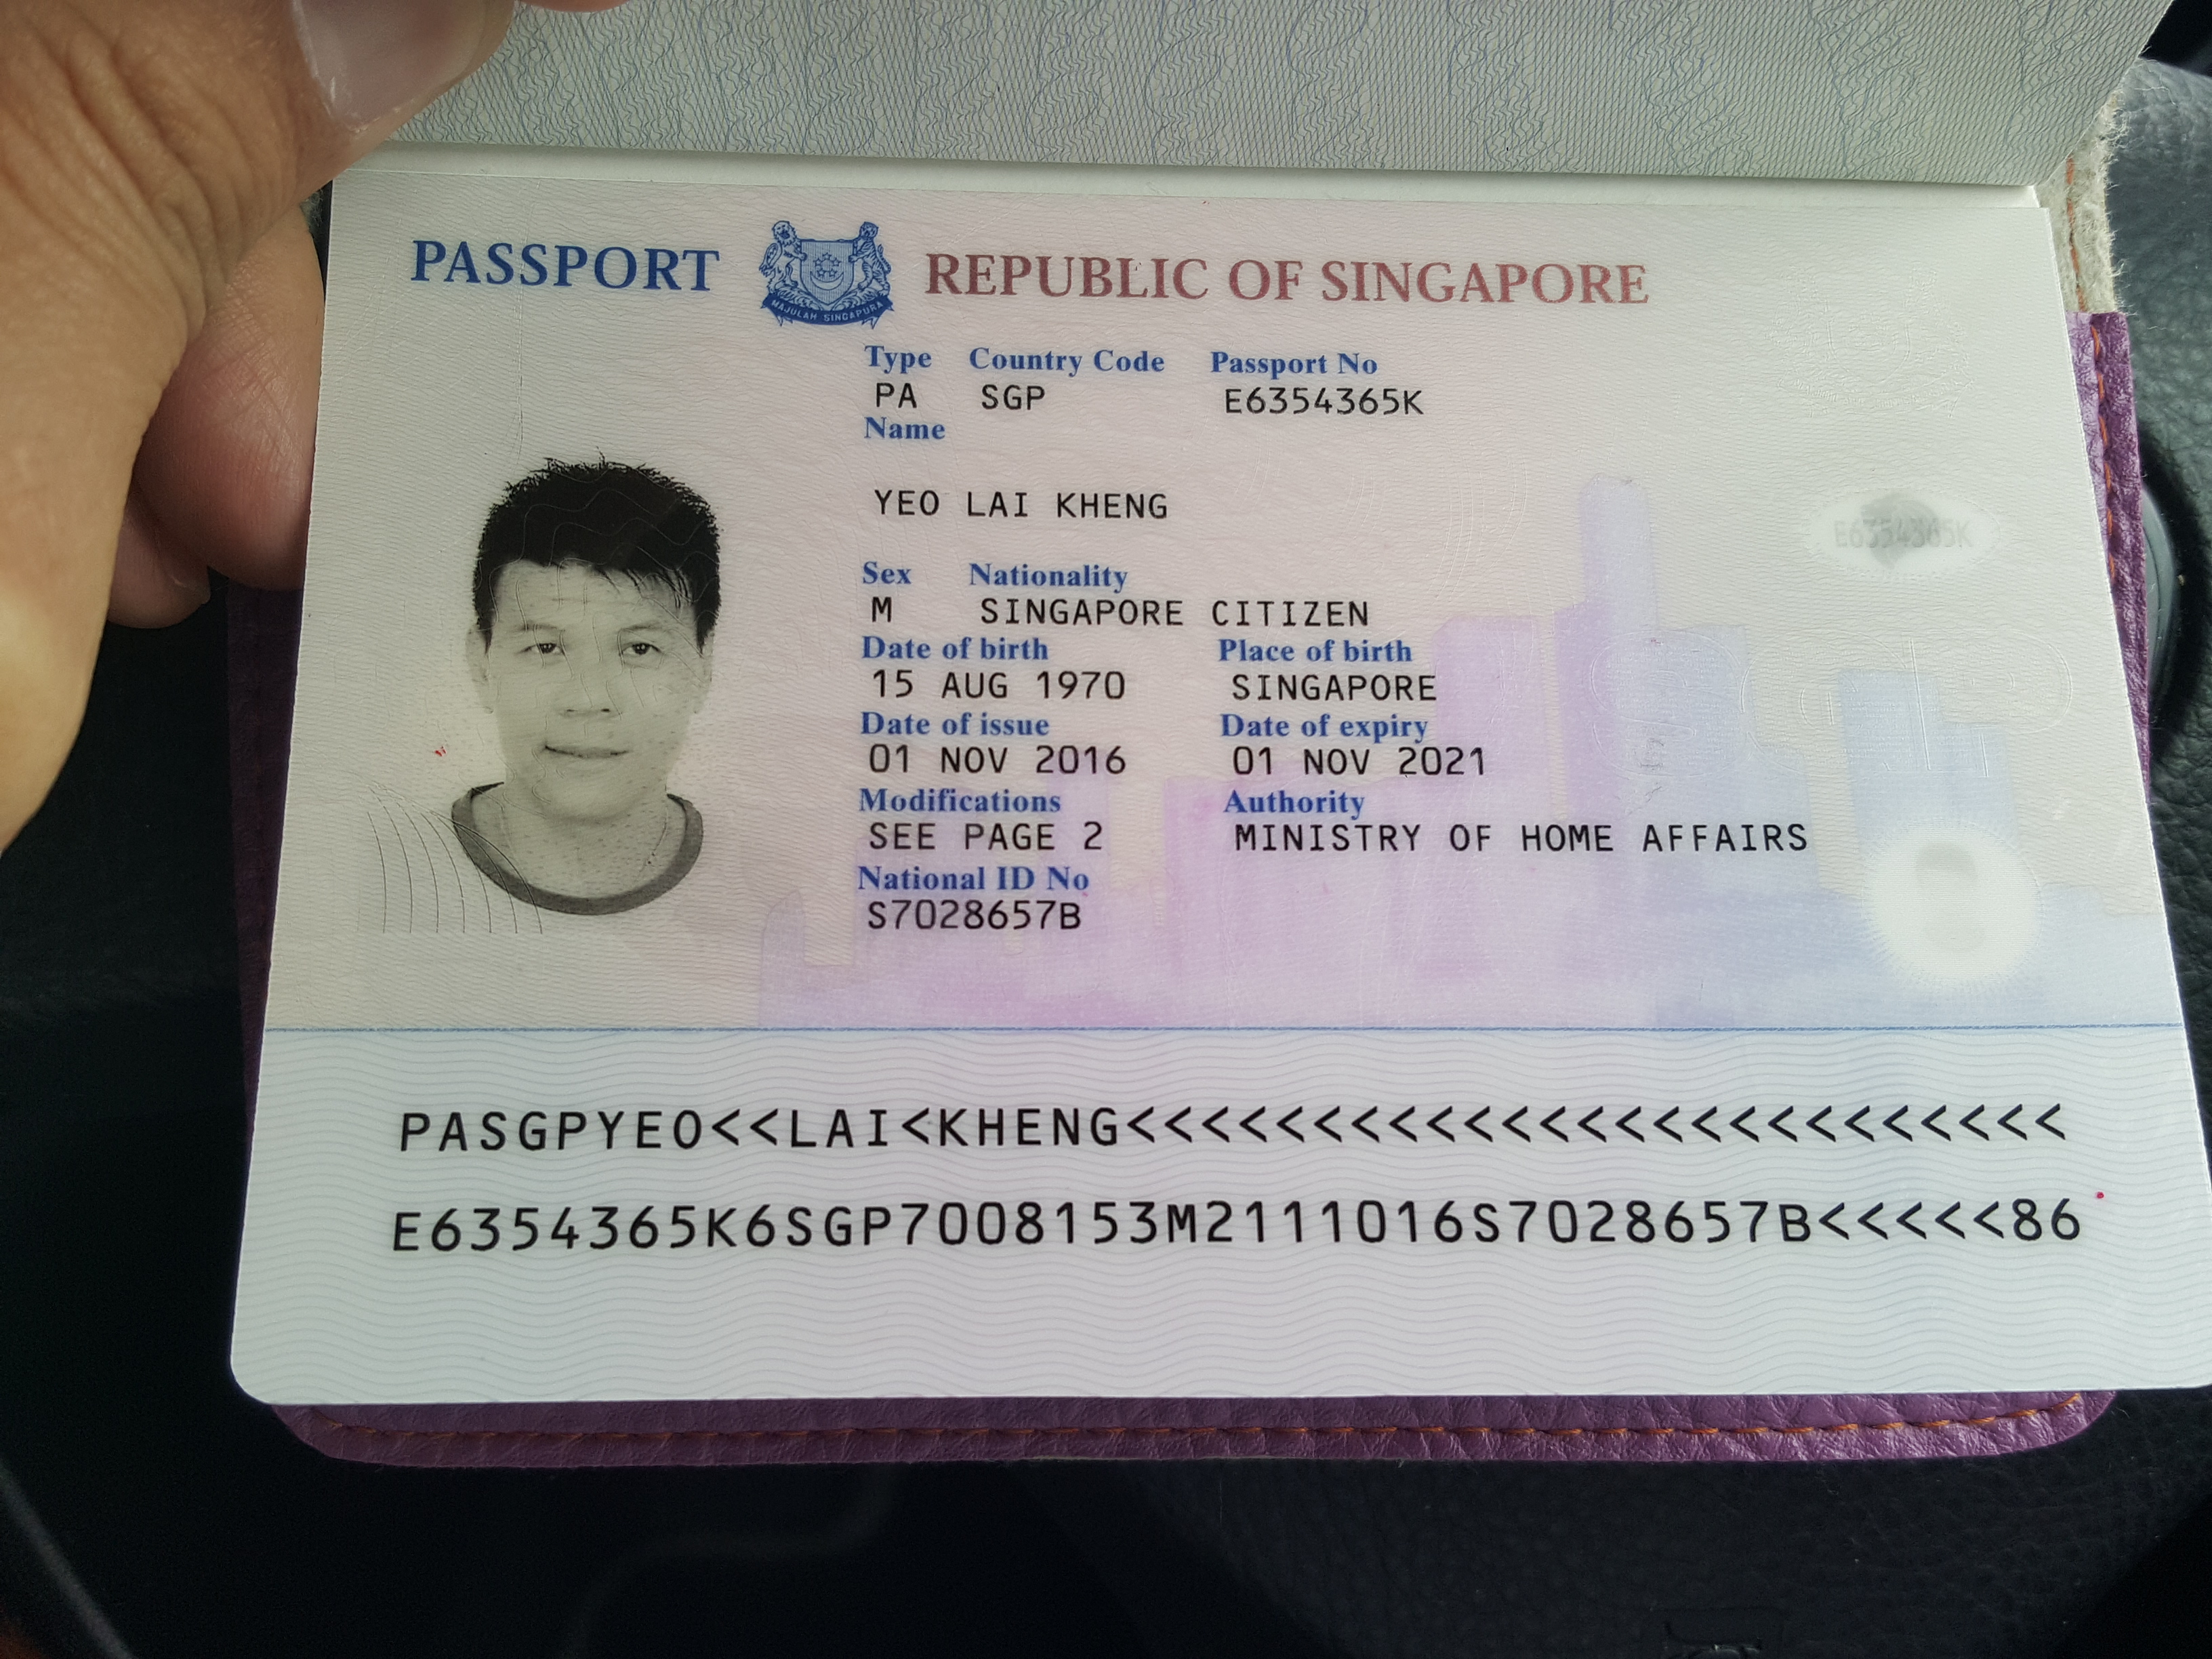 PASSPORT REPUBLIC OF SINGAPORE
MAJULAH SINGAPURA
Type Country Code Passport No
PA SGP E6354365K
Name
YEO LAI KHENG
E6354365K
Sex Nationality
M SINGAPORE CITIZEN
Date of birth Place of birth
15 AUG 1970 SINGAPORE
Date of issue Date of expiry
01 NOV 2016 01 NOV 2021
Modifications Authority
SEE PAGE 2 MINISTRY OF HOME AFFAIRS
National ID No
S7028657B
PASGPYEO<<LAI<KHENG<<<<<<<<<<<<<<<<<<<<<<<<<
E6354365K6SGP7008153M2111016S7028657B<<<<<86